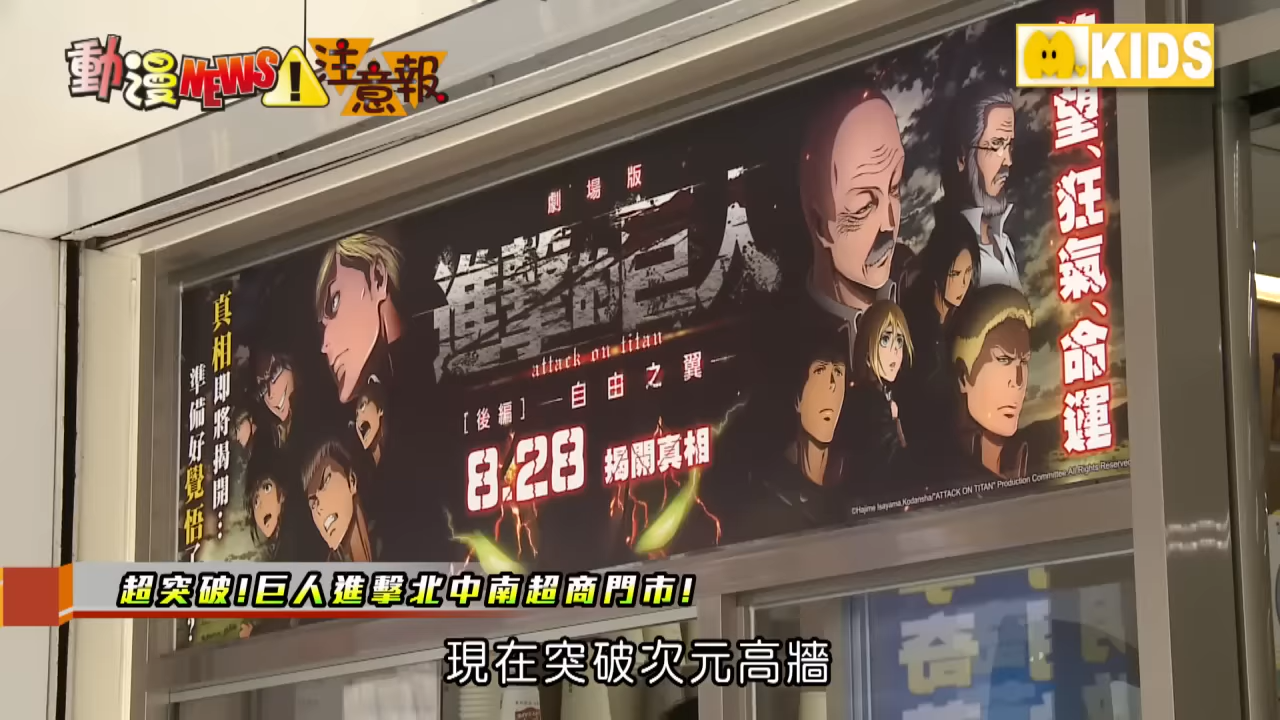 動漫NEWS!注意報
M KIDS
望、狂氣、命運
劇場版
進擊的巨人
attack on titan
[後編]—自由之翼—
8.28 揭開真相
真相即將揭開…
準備好覺悟了
?
©Hajime Isayama,Kodansha/"ATTACK ON TITAN" Production Committee.All Rights Reserved
超突破!巨人進擊北中南超商門市!
現在突破次元高牆